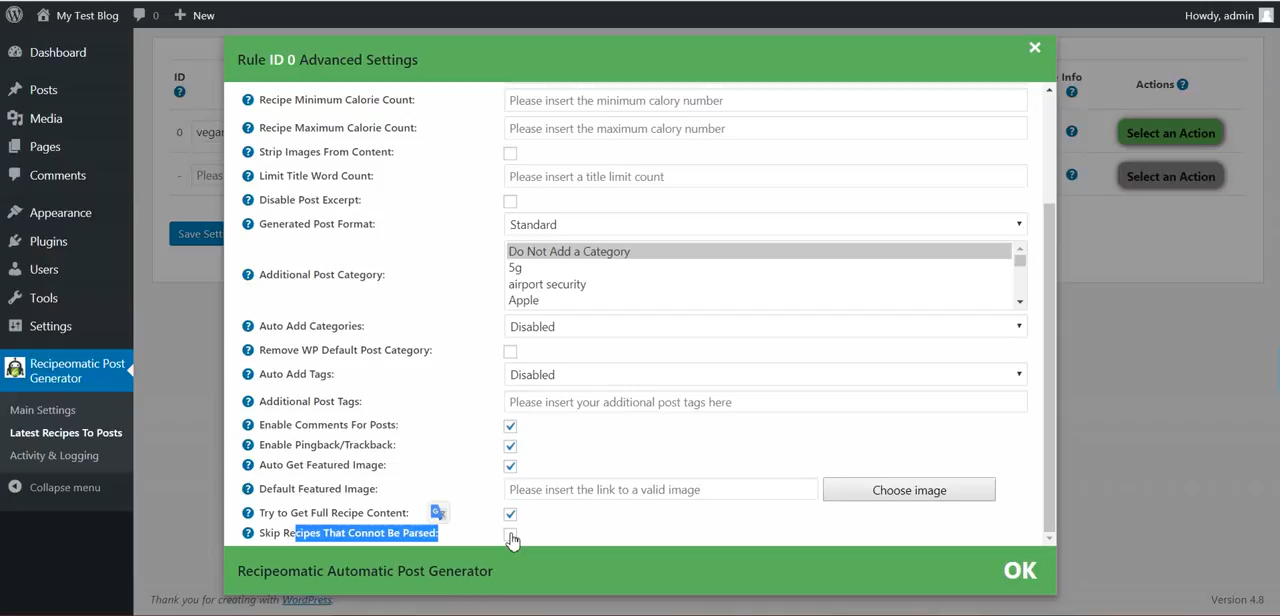 My Test Blog
0
New
Howdy, admin
Dashboard
Posts
Media
Pages
Comments
Appearance
Plugins
Users
Tools
Settings
Recipeomatic Post
Generator
Main Settings
Latest Recipes To Posts
Activity & Logging
Collapse menu
ID
Info
Actions
0
vegan
Select an Action
-
Pleas
Select an Action
Save Sett
Rule ID 0 Advanced Settings
Recipe Minimum Calorie Count:
Please insert the minimum calory number
Recipe Maximum Calorie Count:
Please insert the maximum calory number
Strip Images From Content:
Limit Title Word Count:
Please insert a title limit count
Disable Post Excerpt:
Generated Post Format:
Standard
Additional Post Category:
Do Not Add a Category
5g
airport security
Apple
Auto Add Categories:
Disabled
Remove WP Default Post Category:
Auto Add Tags:
Disabled
Additional Post Tags:
Please insert your additional post tags here
Enable Comments For Posts:
Enable Pingback/Trackback:
Auto Get Featured Image:
Default Featured Image:
Please insert the link to a valid image
Choose image
Try to Get Full Recipe Content:
Skip Recipes That Connot Be Parsed:
Recipeomatic Automatic Post Generator
OK
Thank you for creating with WordPress.
Version 4.8